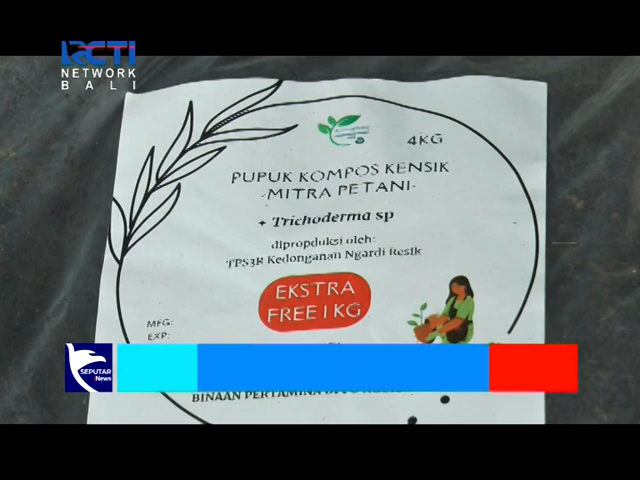 RCTI
NETWORK
BALI
4KG
PUPUK KOMPOS KENSIK
-MITRA PETANI-
+ Trichoderma sp
dipropduksi oleh:
TPS3R Kedonganan Ngardi Resik
EKSTRA
FREE 1 KG
MFG:
EXP:
SEPUTAR
News
BINAAN PERTAMINA